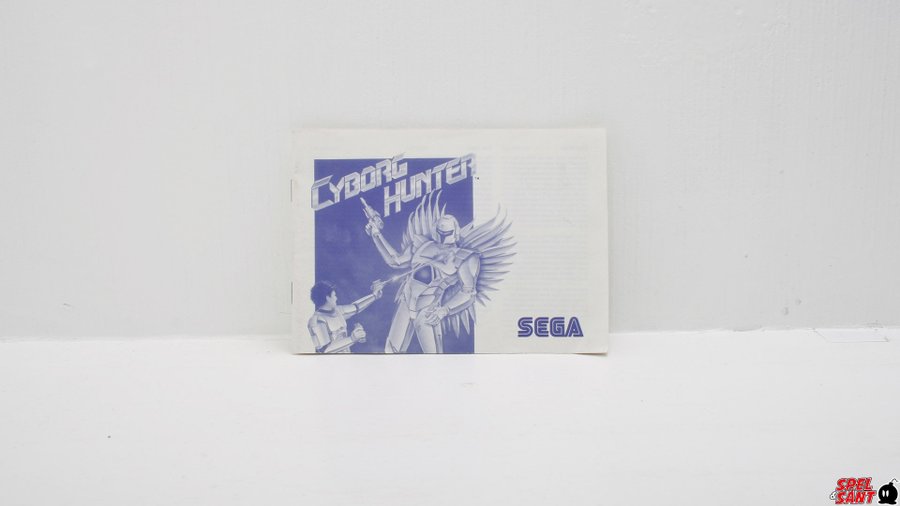 CYBORG
HUNTER
SEGA
SPEL
SANT